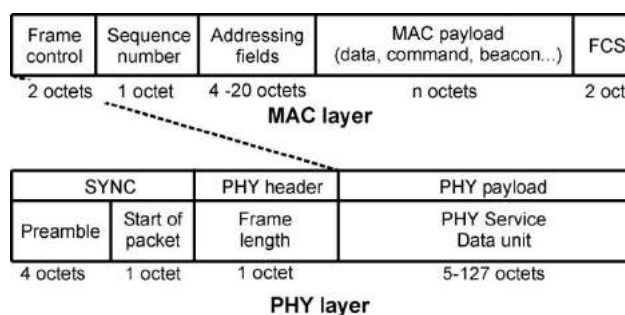 Frame control
Sequence number
Addressing fields
MAC payload (data, command, beacon...)
FCS
2 octets
1 octet
4 -20 octets
n octets
2 oct
MAC layer
SYNC
PHY header
PHY payload
Preamble
Start of packet
Frame length
PHY Service Data unit
4 octets
1 octet
1 octet
5-127 octets
PHY layer